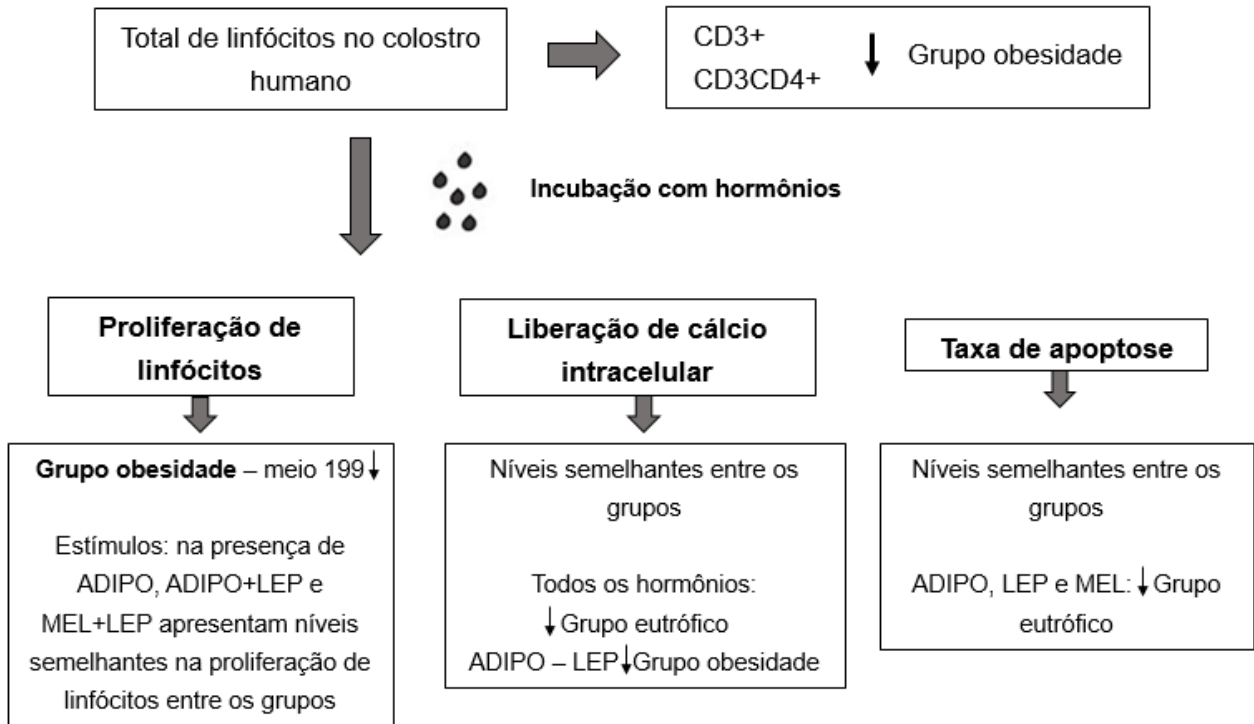 Total de linfócitos no colostro
humano
CD3+
CD3CD4+
↓ Grupo obesidade
Incubação com hormônios
Proliferação de
linfócitos
Liberação de cálcio
intracelular
Taxa de apoptose
Grupo obesidade – meio 199↓
Estímulos: na presença de
ADIPO, ADIPO+LEP e
MEL+LEP apresentam níveis
semelhantes na proliferação de
linfócitos entre os grupos
Níveis semelhantes entre os
grupos
Todos os hormônios:
↓Grupo eutrófico
ADIPO – LEP↓Grupo obesidade
Níveis semelhantes entre os
grupos
ADIPO, LEP e MEL:↓Grupo
eutrófico